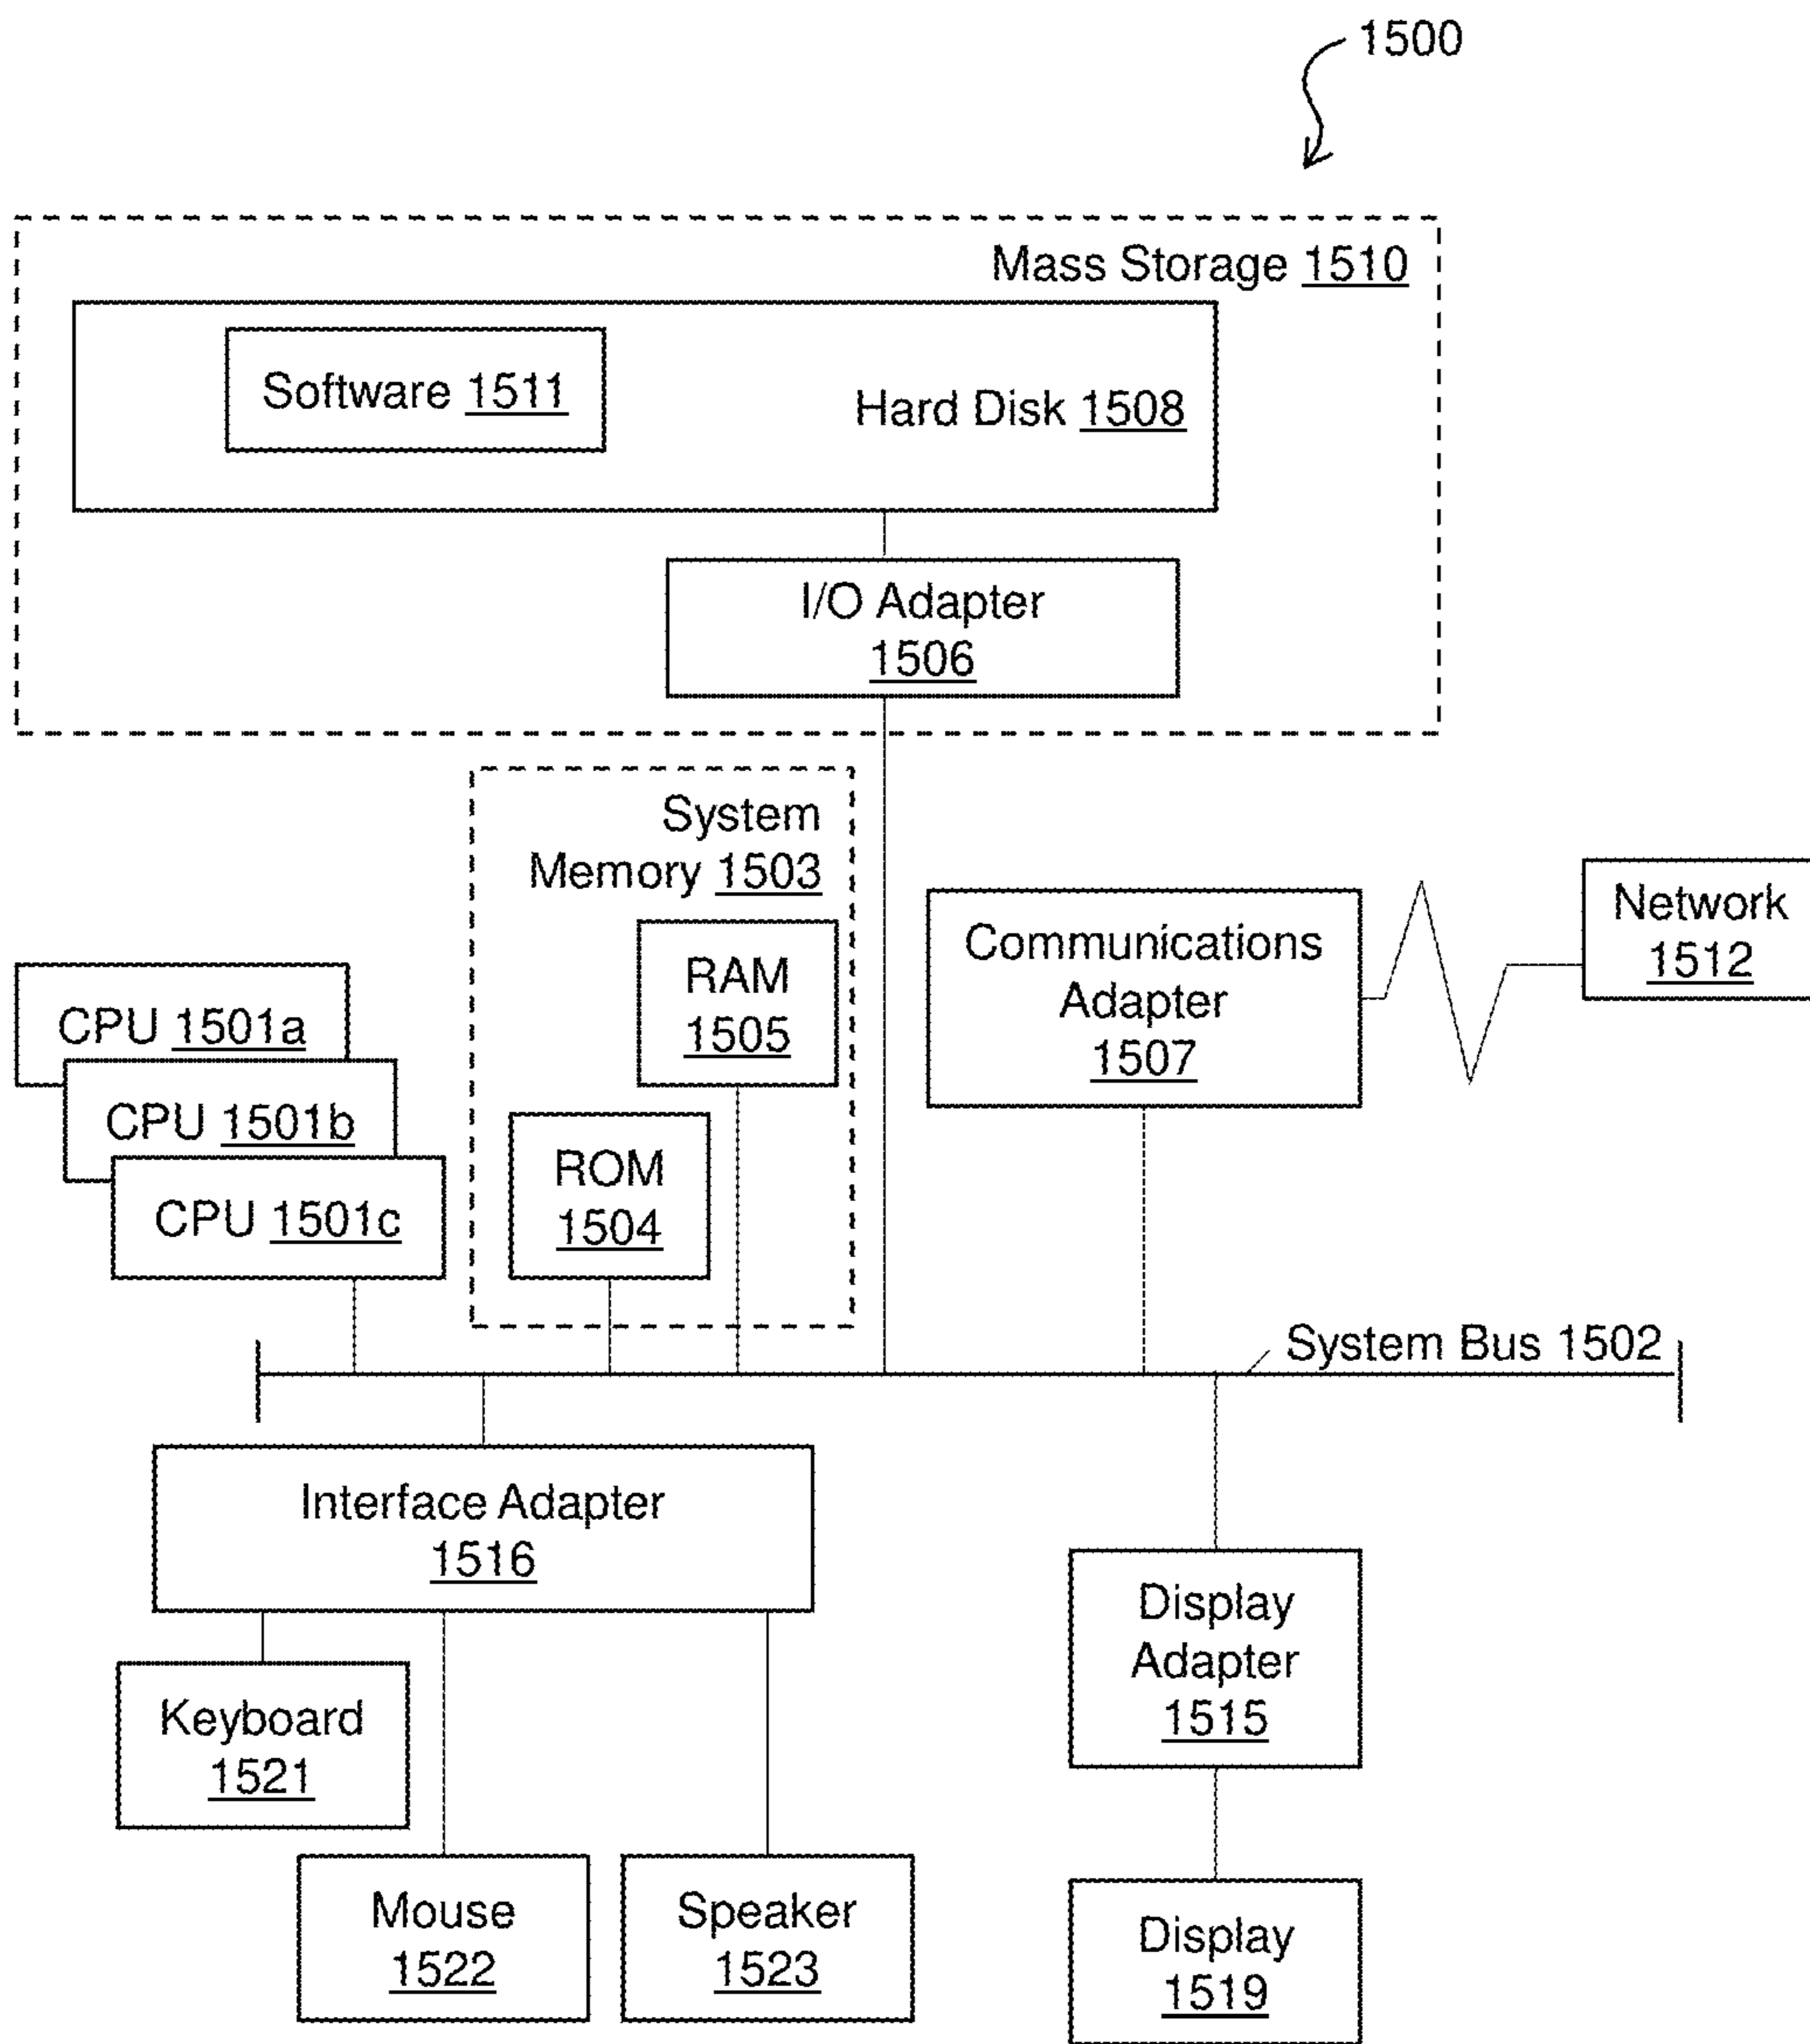 1500
Mass Storage 1510
Software 1511
Hard Disk 1508
I/O Adapter
1506
System
Memory 1503
RAM
1505
ROM
1504
CPU 1501a
CPU 1501b
CPU 1501c
Communications
Adapter
1507
Network
1512
System Bus 1502
Interface Adapter
1516
Keyboard
1521
Mouse
1522
Speaker
1523
Display
Adapter
1515
Display
1519